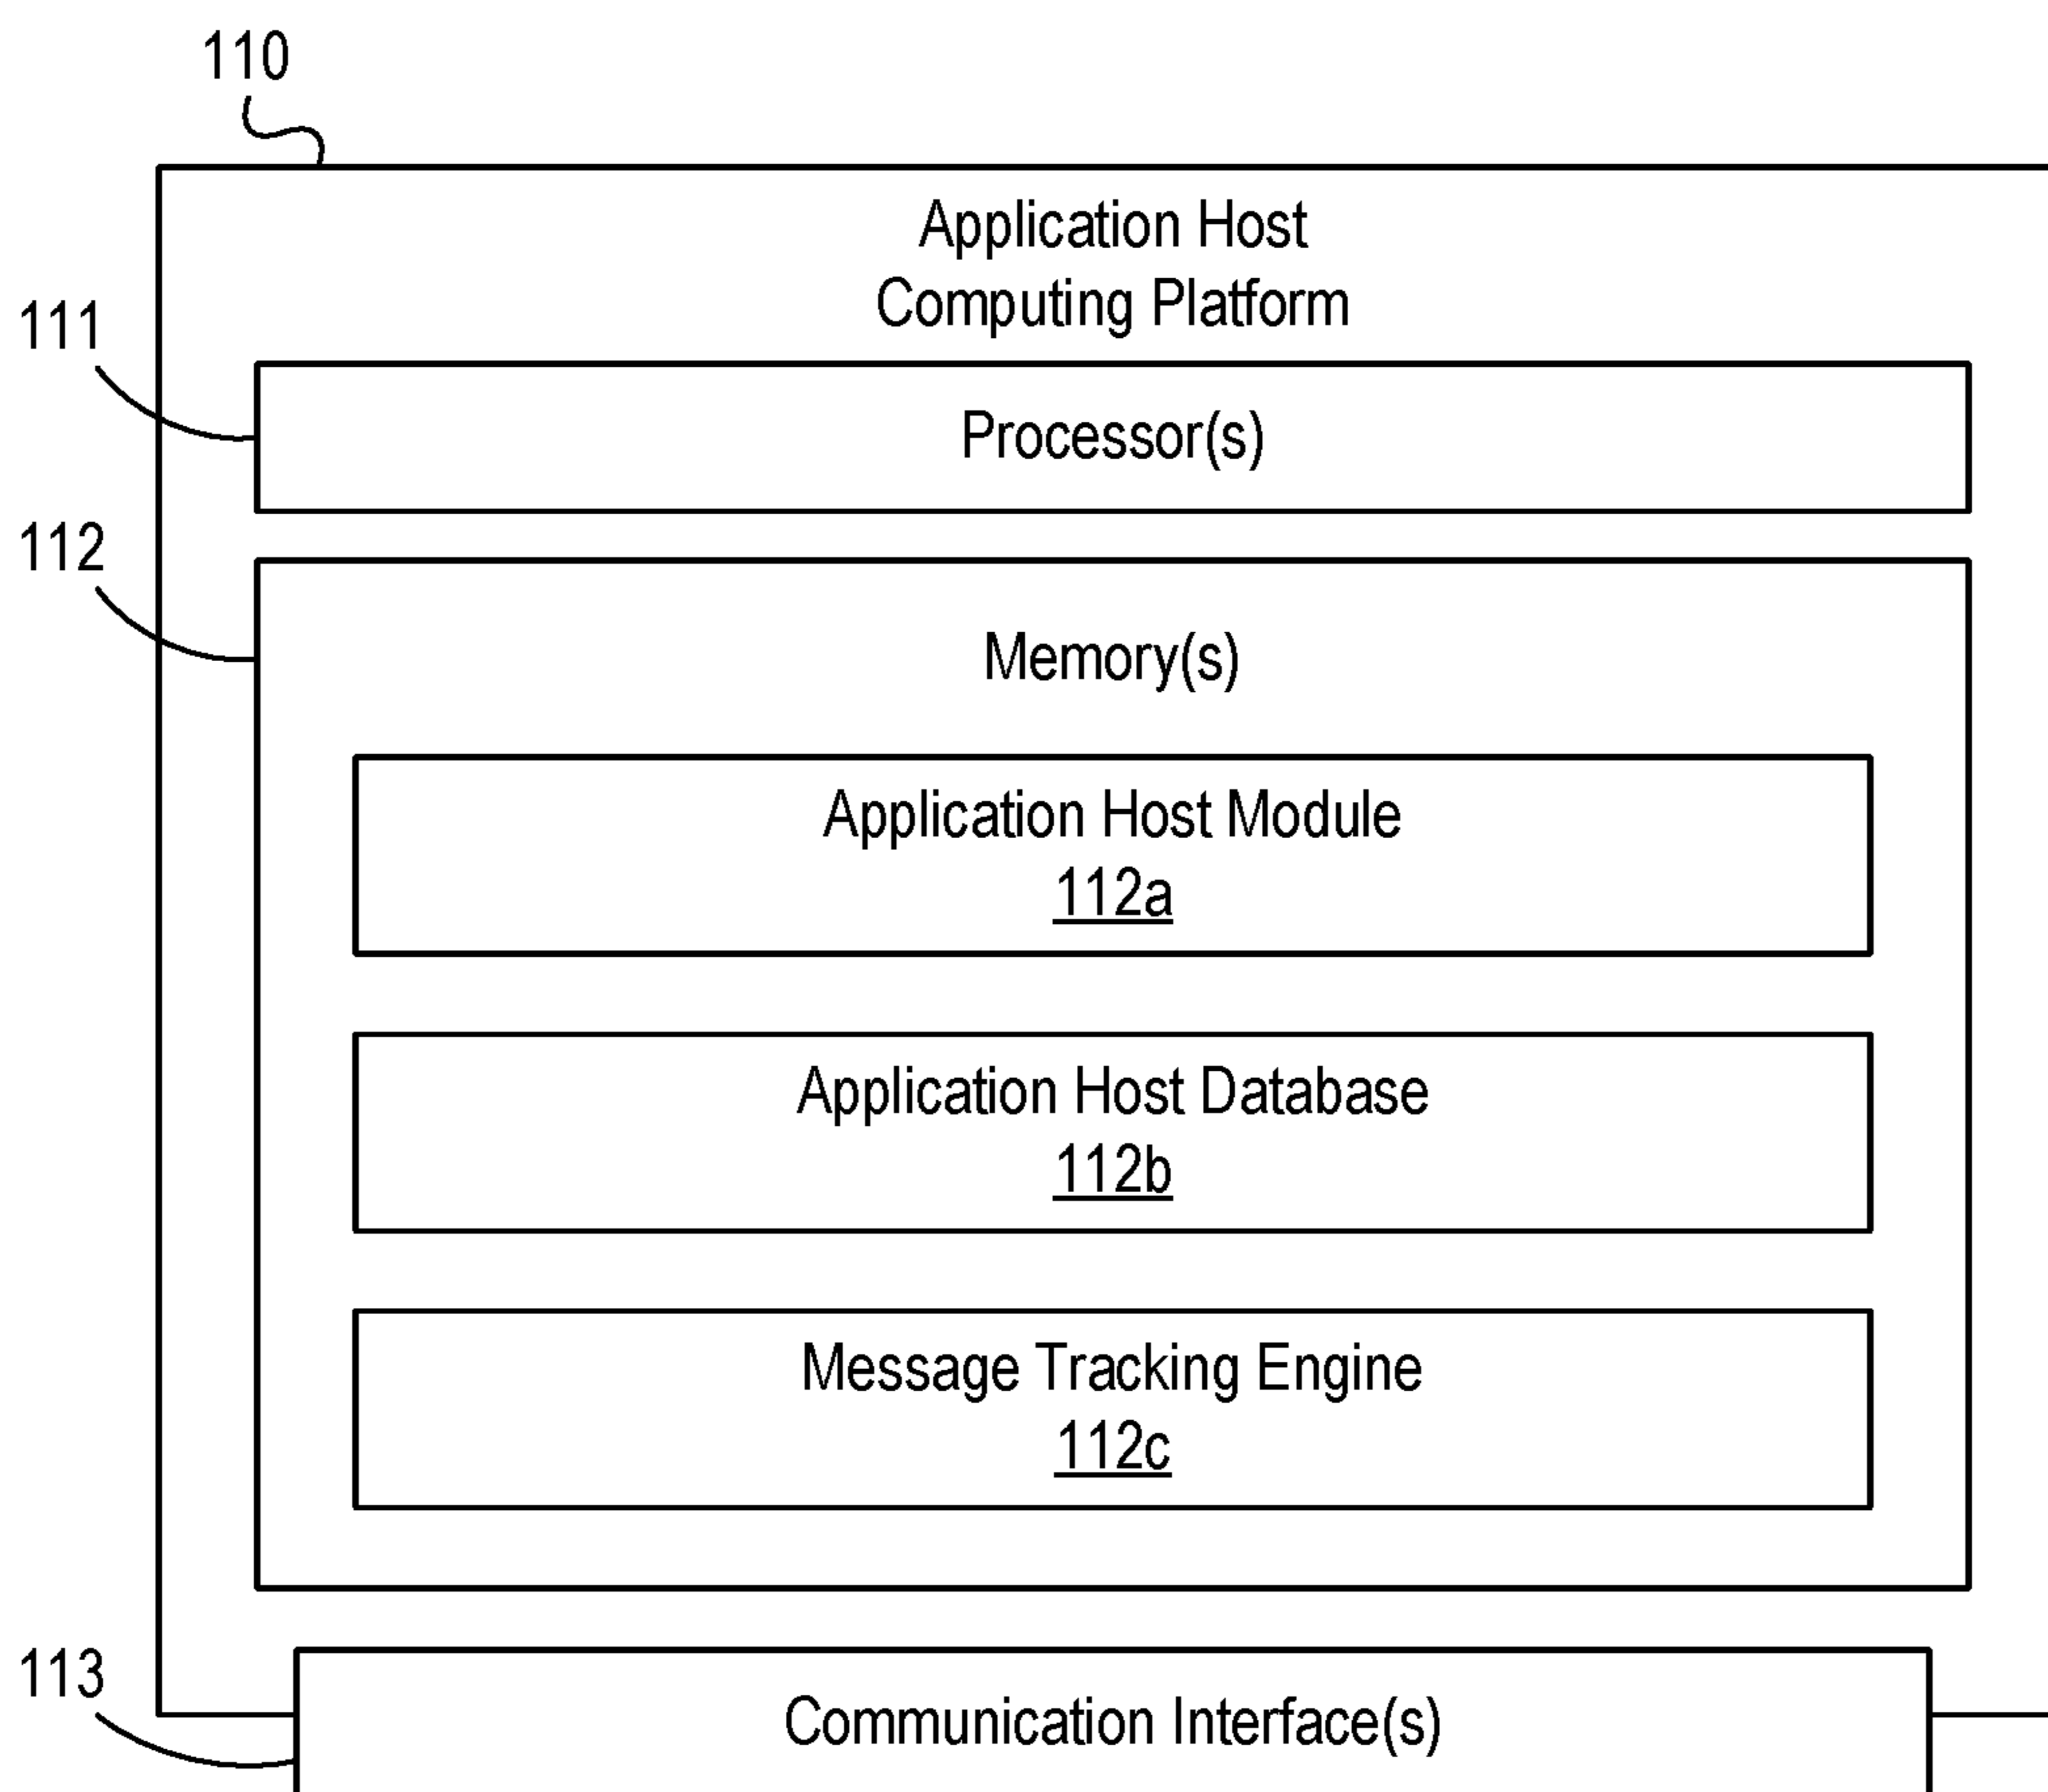 110
Application Host
Computing Platform
111
Processor(s)
112
Memory(s)
Application Host Module
112a
Application Host Database
112b
Message Tracking Engine
112c
113
Communication Interface(s)